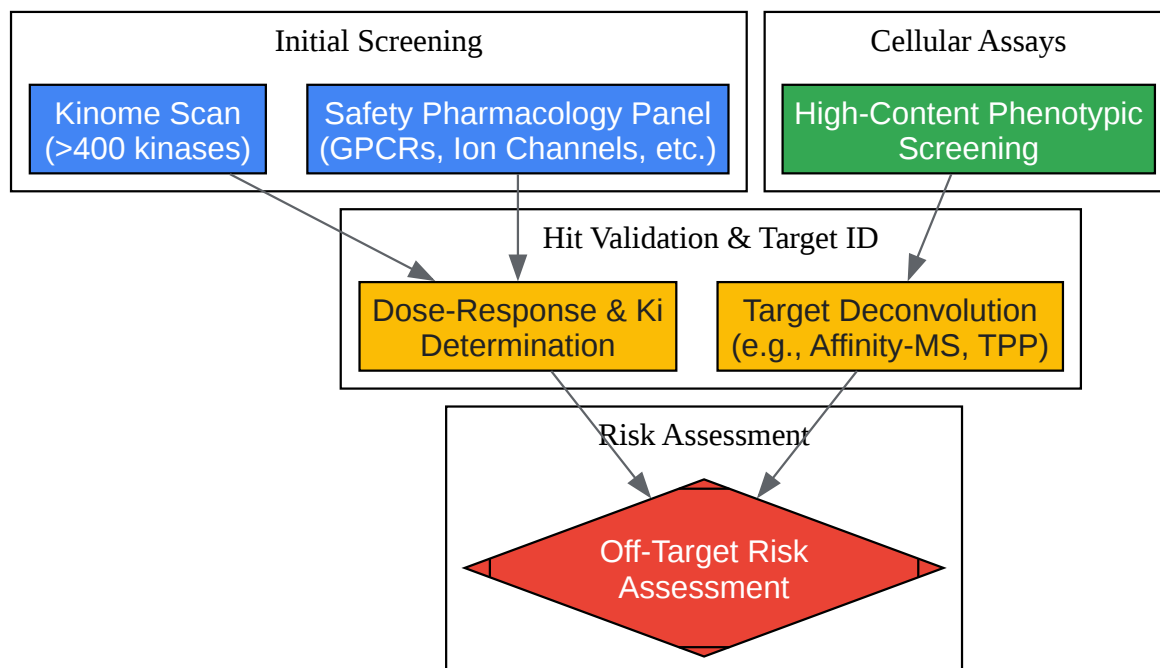 Initial Screening
Cellular Assays
Kinome Scan
(>400 kinases)
Safety Pharmacology Panel
(GPCRs, Ion Channels, etc.)
High-Content Phenotypic
Screening
Hit Validation & Target ID
Dose-Response & Ki
Determination
Target Deconvolution
(e.g., Affinity-MS, TPP)
Risk Assessment
Off-Target Risk
Assessment